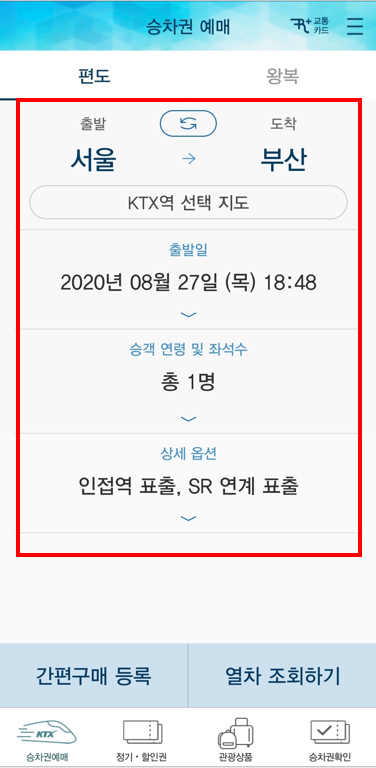 승차권 예매
R+ 교통
카드
편도 왕복
출발 도착
서울 → 부산
KTX역 선택 지도
출발일
2020년 08월 27일 (목) 18:48
승객 연령 및 좌석수
총 1명
상세 옵션
인접역 표출, SR 연계 표출
간편구매 등록 열차 조회하기
KTX
승차권예매 정기·할인권 관광상품 승차권확인